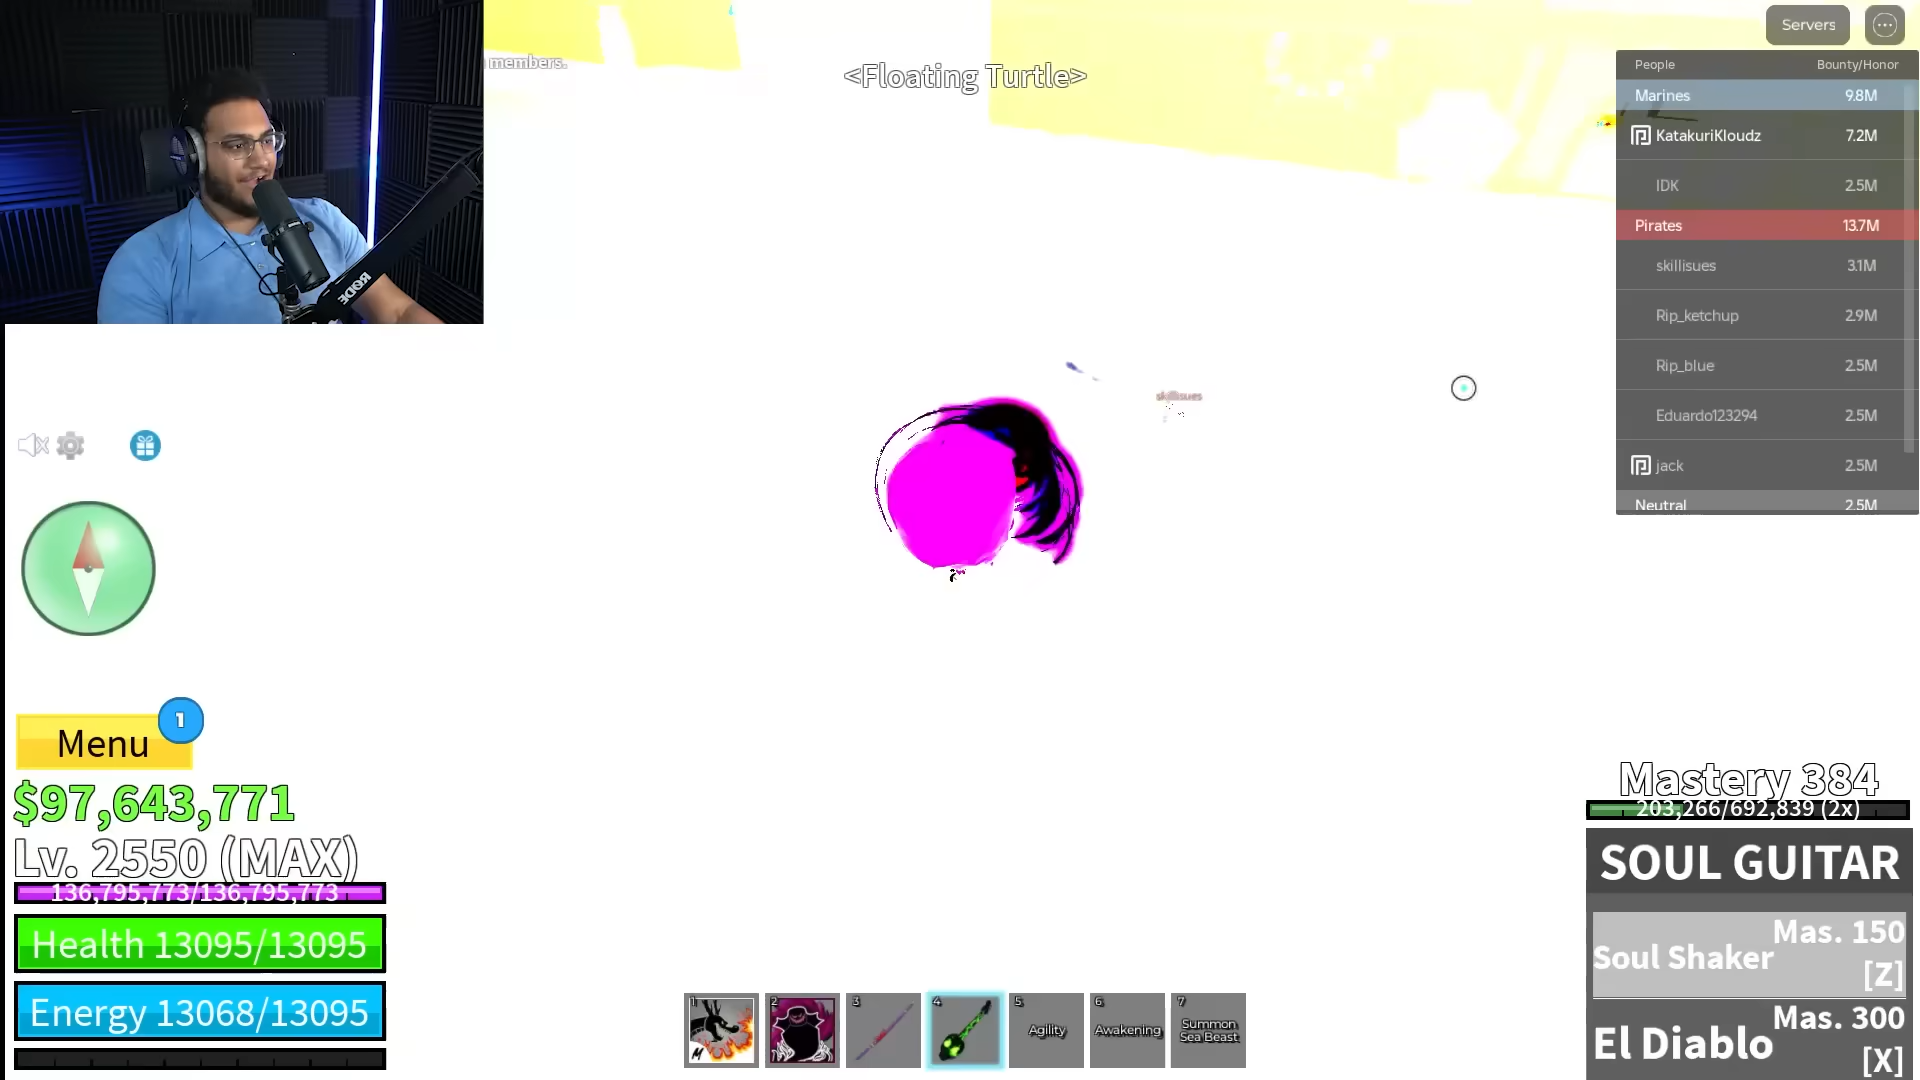 members.
<Floating Turtle>
Servers
People Bounty/Honor
Marines 9.8M
KatakuriKloudz 7.2M
IDK 2.5M
Pirates 13.7M
skillisues 3.1M
Rip_ketchup 2.9M
Rip_blue 2.5M
Eduardo123294 2.5M
jack 2.5M
Neutral 2.5M
RØDE
skillisues
1
Menu
$97,643,771
Lv. 2550 (MAX)
136,795,773/136,795,773
Health 13095/13095
Energy 13068/13095
1
M
2
3
4
5
Agility
6
Awakening
7
Summon
Sea Beast
Mastery 384
203,266/692,839 (2x)
SOUL GUITAR
Mas. 150
Soul Shaker
[Z]
Mas. 300
El Diablo
[X]